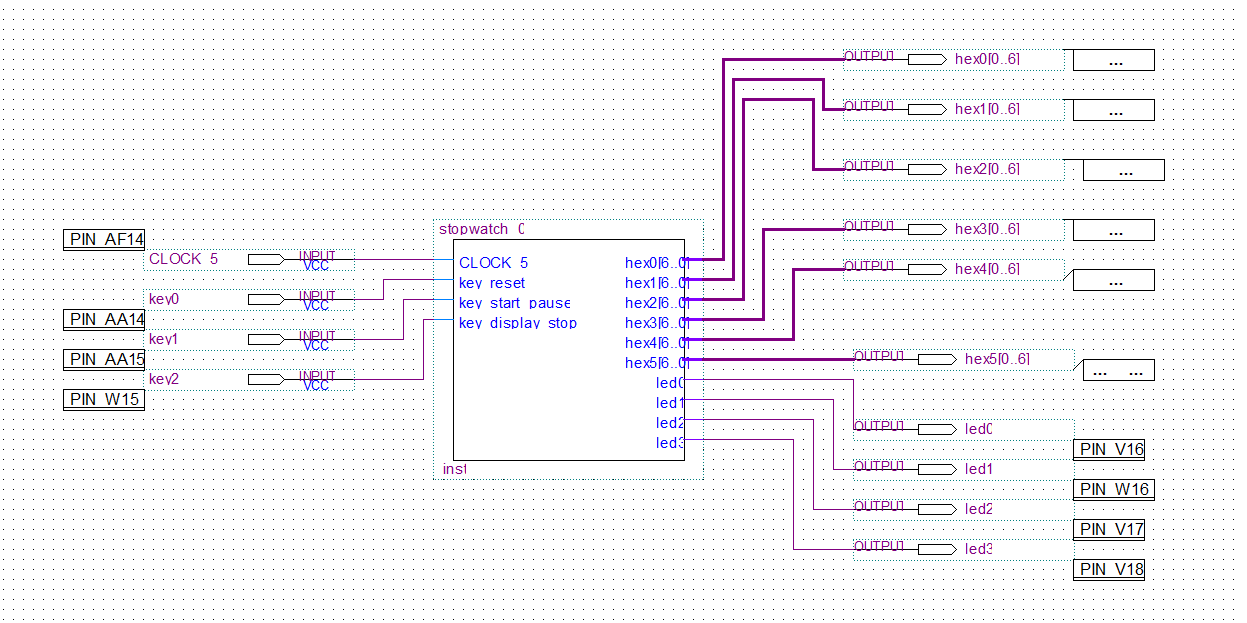 OUTPUT hex0[0..6] ...
OUTPUT hex1[0..6] ...
OUTPUT hex2[0..6] ...
OUTPUT hex3[0..6] ...
OUTPUT hex4[0..6] ...
OUTPUT hex5[0..6] ... ...
OUTPUT led0
PIN_V16
OUTPUT led1
PIN_W16
OUTPUT led2
PIN_V17
OUTPUT led3
PIN_V18
PIN_AF14
CLOCK_5 INPUT
VCC
key0 INPUT
VCC
PIN_AA14
key1 INPUT
VCC
PIN_AA15
key2 INPUT
VCC
PIN_W15
stopwatch_0
CLOCK_5 hex0[6..0]
key_reset hex1[6..0]
key_start_pause hex2[6..0]
key_display_stop hex3[6..0]
hex4[6..0]
hex5[6..0]
led0
led1
led2
led3
inst